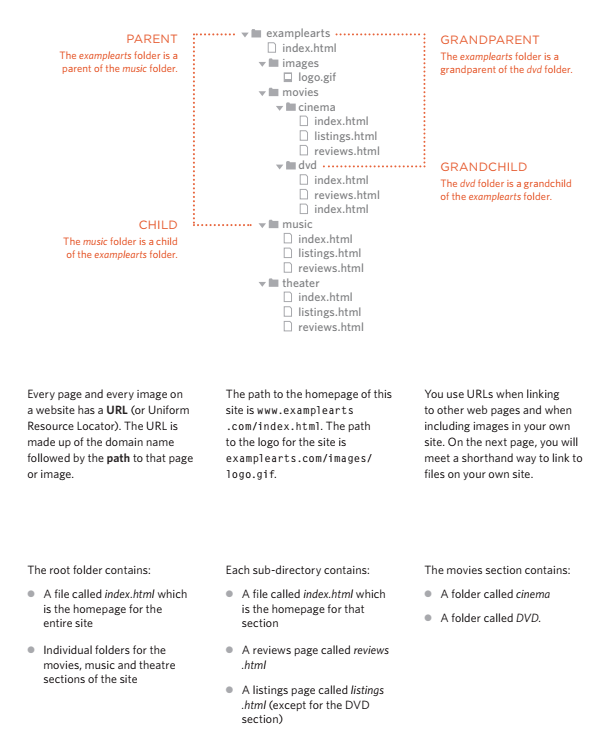 PARENT
The examplearts folder is a
parent of the music folder.
CHILD
The music folder is a child
of the examplearts folder.
examplearts
index.html
images
logo.gif
movies
cinema
index.html
listings.html
reviews.html
dvd
index.html
reviews.html
index.html
music
index.html
listings.html
reviews.html
theater
index.html
listings.html
reviews.html
GRANDPARENT
The examplearts folder is a
grandparent of the dvd folder.
GRANDCHILD
The dvd folder is a grandchild
of the examplearts folder.
Every page and every image on
a website has a URL (or Uniform
Resource Locator). The URL is
made up of the domain name
followed by the path to that page
or image.
The path to the homepage of this
site is www.examplearts
.com/index.html. The path
to the logo for the site is
examplearts.com/images/
logo.gif.
You use URLs when linking
to other web pages and when
including images in your own
site. On the next page, you will
meet a shorthand way to link to
files on your own site.
The root folder contains:
A file called index.html which
is the homepage for the
entire site
Individual folders for the
movies, music and theatre
sections of the site
Each sub-directory contains:
A file called index.html which
is the homepage for that
section
A reviews page called reviews
.html
A listings page called listings
.html (except for the DVD
section)
The movies section contains:
A folder called cinema
A folder called DVD.